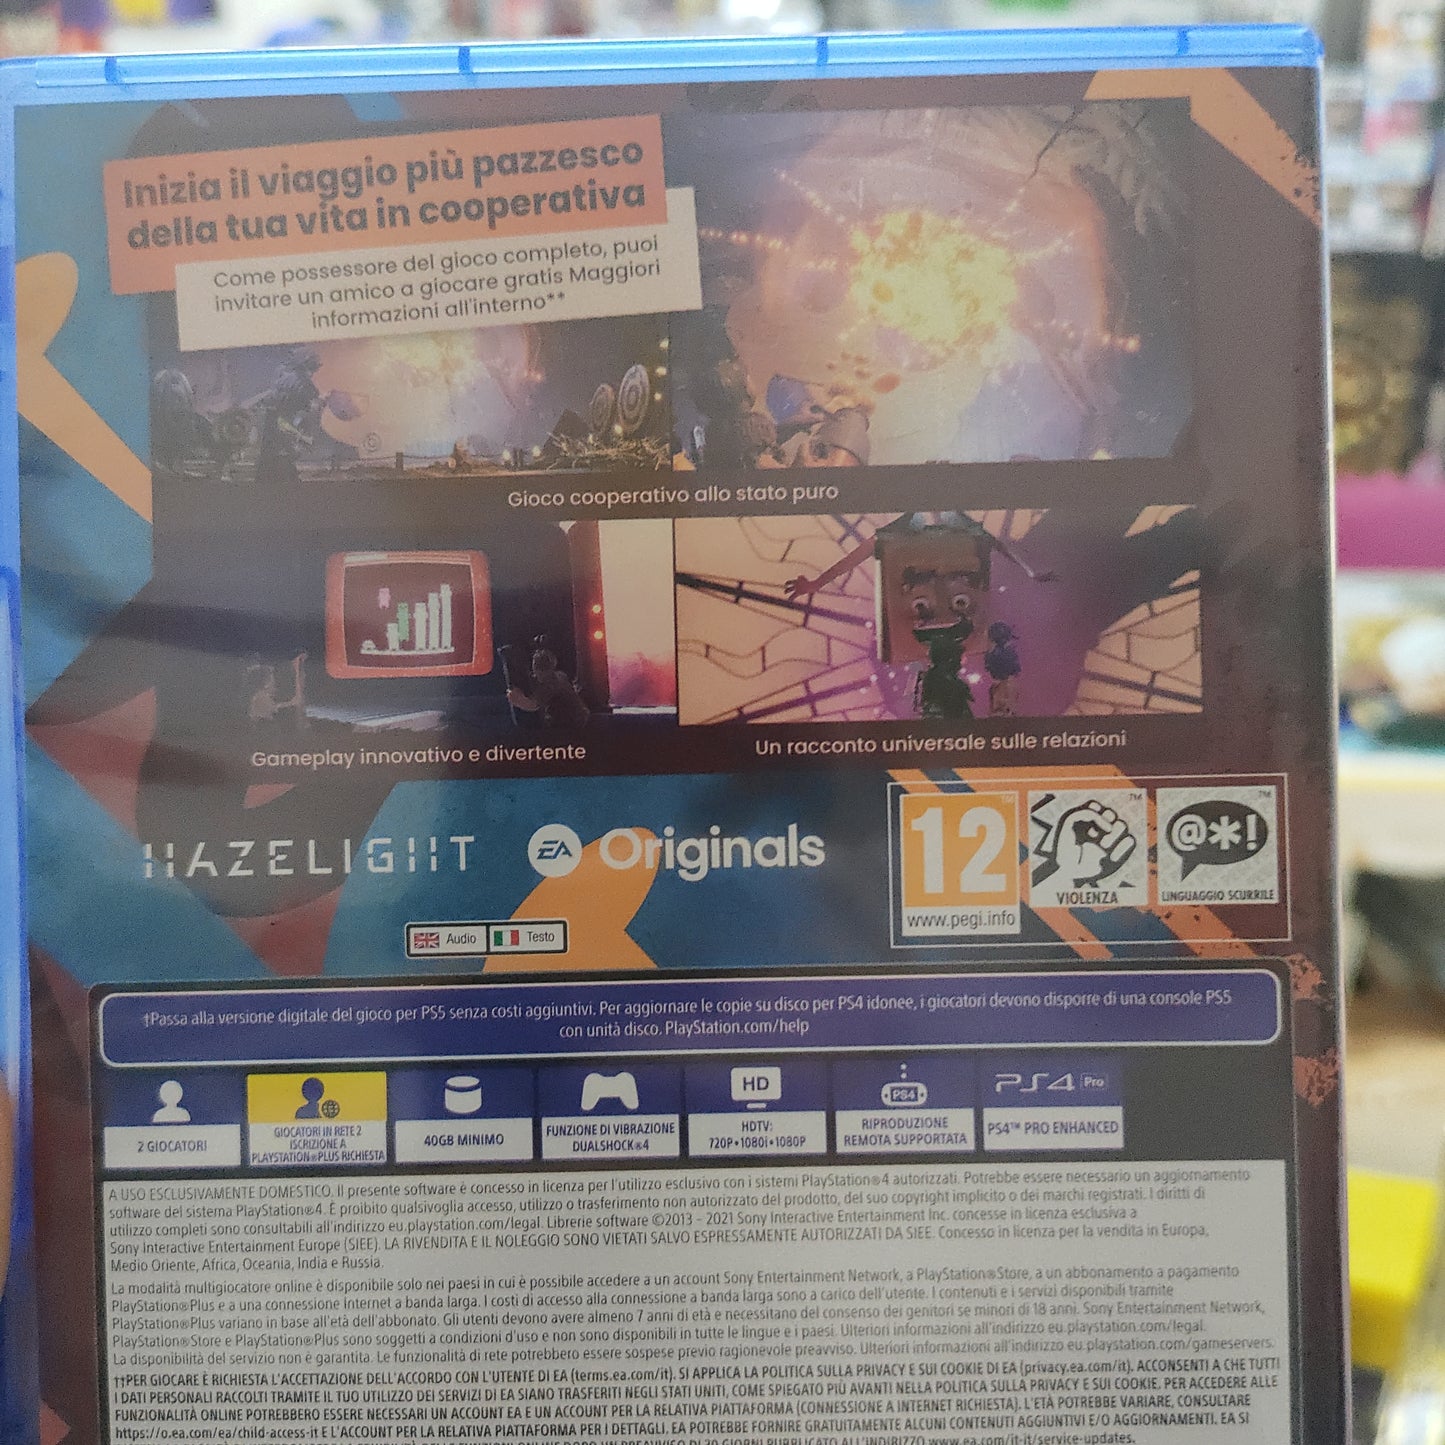 Inizia il viaggio più pazzesco
della tua vita in cooperativa
Come possessore del gioco completo, puoi
invitare un amico a giocare gratis Maggiori
informazioni all'interno**
Gioco cooperativo allo stato puro
Gameplay innovativo e divertente
Un racconto universale sulle relazioni
HAZELIGHT
EA Originals
12
www.pegi.info
VIOLENZA
@*!
LINGUAGGIO SCURRILE
Audio
Testo
†Passa alla versione digitale del gioco per PS5 senza costi aggiuntivi. Per aggiornare le copie su disco per PS4 idonee, i giocatori devono disporre di una console PS5
con unità disco. PlayStation.com/help
2 GIOCATORI
GIOCATORI IN RETE 2
ISCRIZIONE A
PLAYSTATION®PLUS RICHIESTA
40GB MINIMO
FUNZIONE DI VIBRAZIONE
DUALSHOCK®4
HD
HDTV:
720P•1080i•1080P
PS4
RIPRODUZIONE
REMOTA SUPPORTATA
PS4 Pro
PS4™ PRO ENHANCED
A USO ESCLUSIVAMENTE DOMESTICO. Il presente software è concesso in licenza per l'utilizzo esclusivo con i sistemi PlayStation®4 autorizzati. Potrebbe essere necessario un aggiornamento
software del sistema PlayStation®4. È proibito qualsivoglia accesso, utilizzo o trasferimento non autorizzato del prodotto, del suo copyright implicito o dei marchi registrati. I diritti di
utilizzo completi sono consultabili all'indirizzo eu.playstation.com/legal. Librerie software ©2013 - 2021 Sony Interactive Entertainment Inc. concesse in licenza esclusiva a
Sony Interactive Entertainment Europe (SIEE). LA RIVENDITA E IL NOLEGGIO SONO VIETATI SALVO ESPRESSAMENTE AUTORIZZATI DA SIEE. Concesso in licenza per la vendita in Europa,
Medio Oriente, Africa, Oceania, India e Russia.
La modalità multigiocatore online è disponibile solo nei paesi in cui è possibile accedere a un account Sony Entertainment Network, a PlayStation®Store, a un abbonamento a pagamento
PlayStation®Plus e a una connessione internet a banda larga. I costi di accesso alla connessione a banda larga sono a carico dell'utente. I contenuti e i servizi disponibili tramite
PlayStation®Plus variano in base all'età dell'abbonato. Gli utenti devono avere almeno 7 anni di età e necessitano del consenso dei genitori se minori di 18 anni. Sony Entertainment Network,
PlayStation®Store e PlayStation®Plus sono soggetti a condizioni d'uso e non sono disponibili in tutte le lingue e i paesi. Ulteriori informazioni all'indirizzo eu.playstation.com/legal.
La disponibilità del servizio non è garantita. Le funzionalità di rete potrebbero essere sospese previo ragionevole preavviso. Ulteriori informazioni all'indirizzo eu.playstation.com/gameservers.
††PER GIOCARE È RICHIESTA L'ACCETTAZIONE DELL'ACCORDO CON L'UTENTE DI EA (terms.ea.com/it). SI APPLICA LA POLITICA SULLA PRIVACY E SUI COOKIE DI EA (privacy.ea.com/it). ACCONSENTI A CHE TUTTI
I DATI PERSONALI RACCOLTI TRAMITE IL TUO UTILIZZO DEI SERVIZI DI EA SIANO TRASFERITI NEGLI STATI UNITI, COME SPIEGATO PIÙ AVANTI NELLA POLITICA SULLA PRIVACY E SUI COOKIE. PER ACCEDERE ALLE
FUNZIONALITÀ ONLINE POTREBBERO ESSERE NECESSARI UN ACCOUNT EA E UN ACCOUNT PER LA RELATIVA PIATTAFORMA (CONNESSIONE A INTERNET RICHIESTA). L'ETÀ POTREBBE VARIARE, CONSULTARE
https://o.ea.com/ea/child-access-it E L'ACCOUNT PER LA RELATIVA PIATTAFORMA PER I DETTAGLI. EA POTREBBE FORNIRE GRATUITAMENTE ALCUNI CONTENUTI AGGIUNTIVI E/O AGGIORNAMENTI. EA SI
30 GIORNI PUBBLICATO ALL'INDIRIZZO www.ea.com/it-it/service-updates.